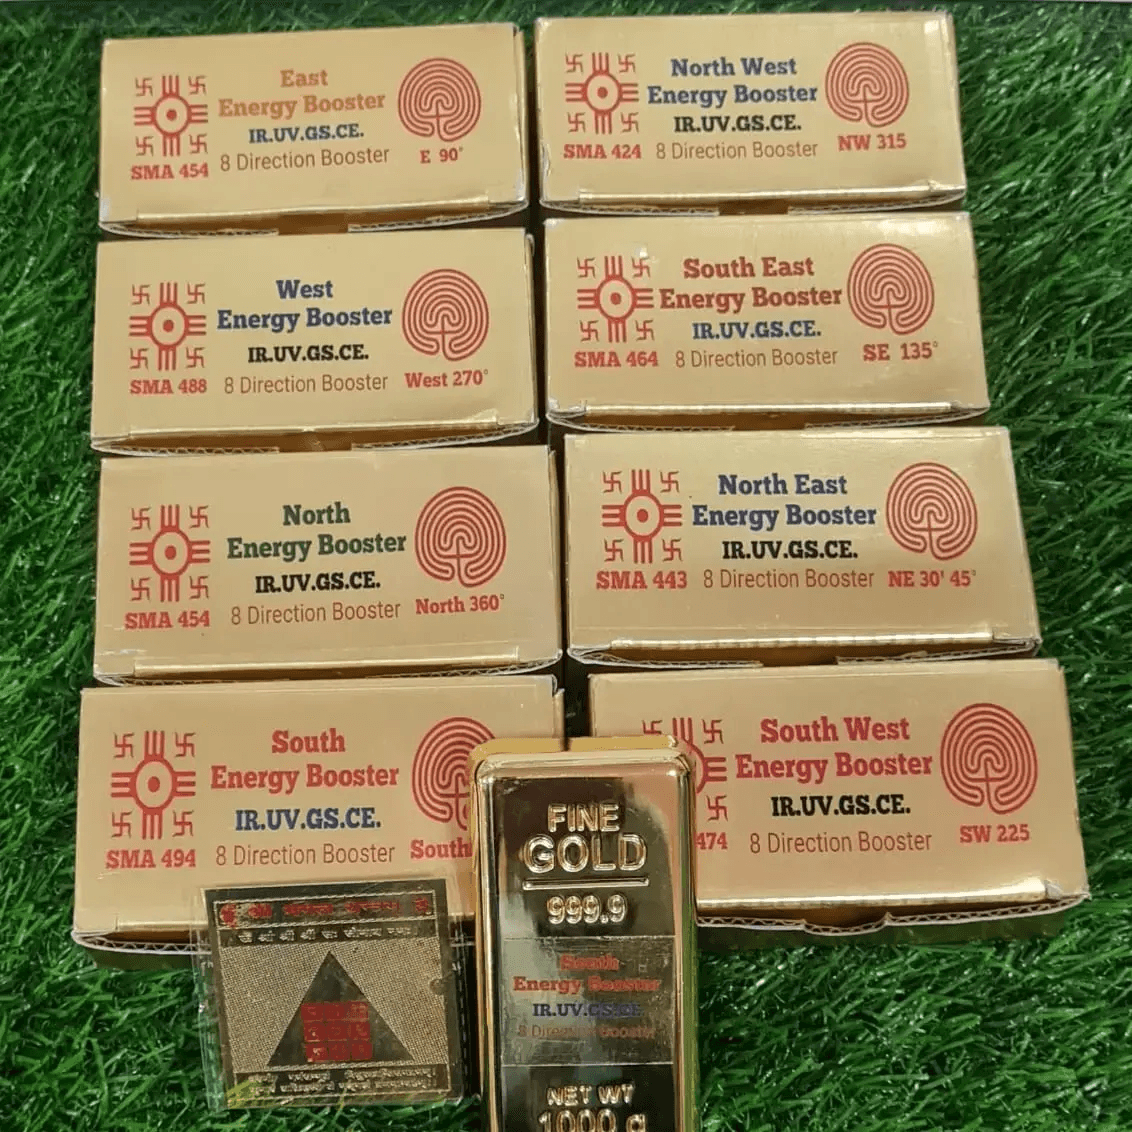 East
Energy Booster
IR.UV.GS.CE.
8 Direction Booster
SMA 454
E 90°
North West
Energy Booster
IR.UV.GS.CE.
8 Direction Booster
SMA 424
NW 315
West
Energy Booster
IR.UV.GS.CE.
8 Direction Booster
SMA 488
West 270°
South East
Energy Booster
IR.UV.GS.CE.
8 Direction Booster
SMA 464
SE 135°
North
Energy Booster
IR.UV.GS.CE.
8 Direction Booster
SMA 454
North 360°
North East
Energy Booster
IR.UV.GS.CE.
8 Direction Booster
SMA 443
NE 30' 45°
South
Energy Booster
IR.UV.GS.CE.
8 Direction Booster
SMA 494
South
South West
Energy Booster
IR.UV.GS.CE.
8 Direction Booster
474
SW 225
FINE
GOLD
999.9
South
Energy Booster
IR.UV.GS.CE.
8 Direction Booster
NET WT
1000 g